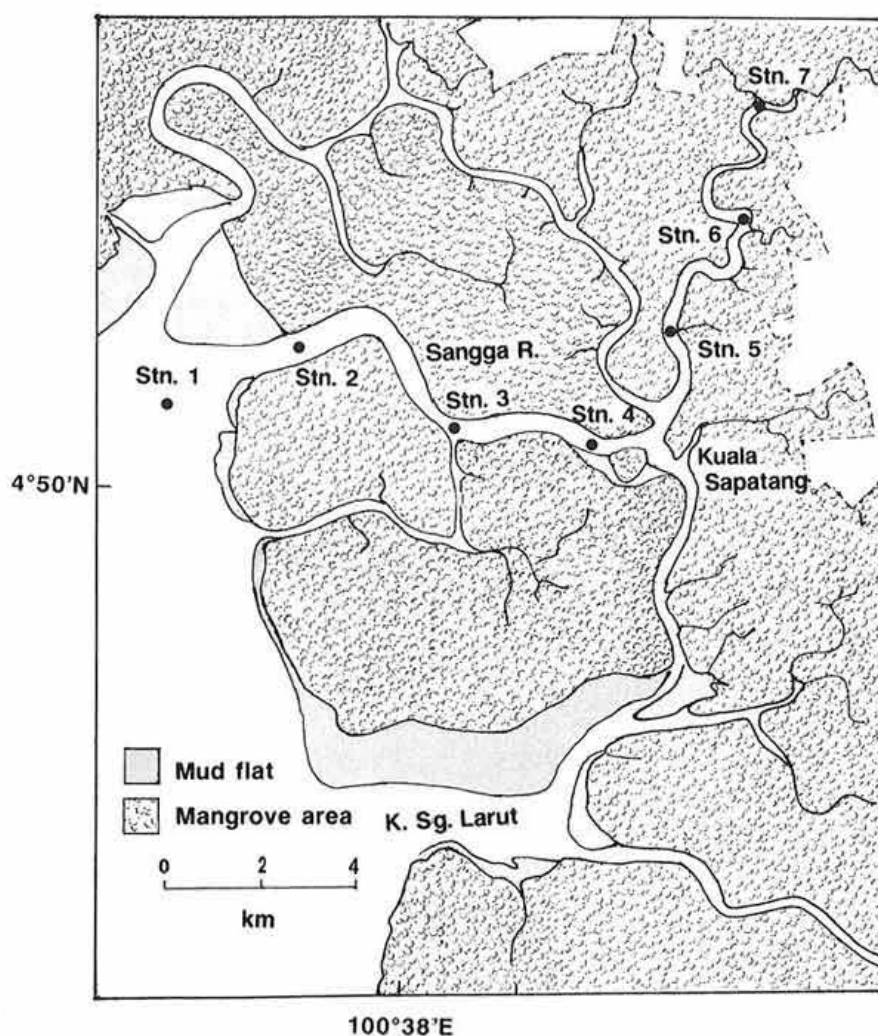 Stn. 7
Stn. 6
Stn. 5
Sangga R.
Stn. 1
Stn. 2
Stn. 3
Stn. 4
Kuala
Sapatang
4°50'N
Mud flat
Mangrove area
K. Sg. Larut
0 2 4
km
100°38'E